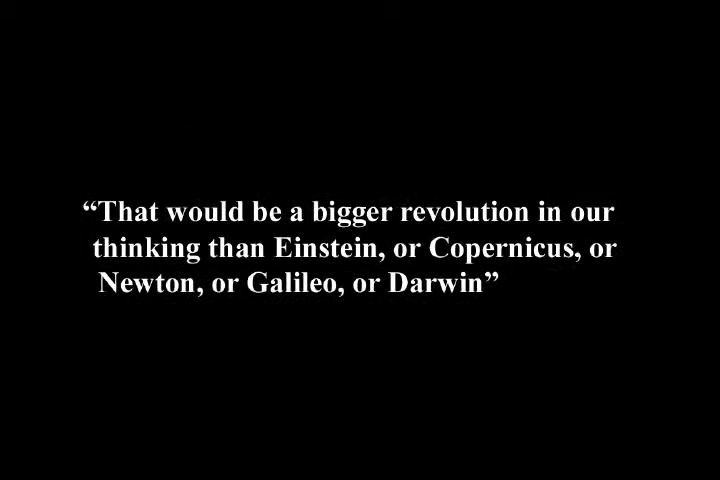 “That would be a bigger revolution in our
thinking than Einstein, or Copernicus, or
Newton, or Galileo, or Darwin”